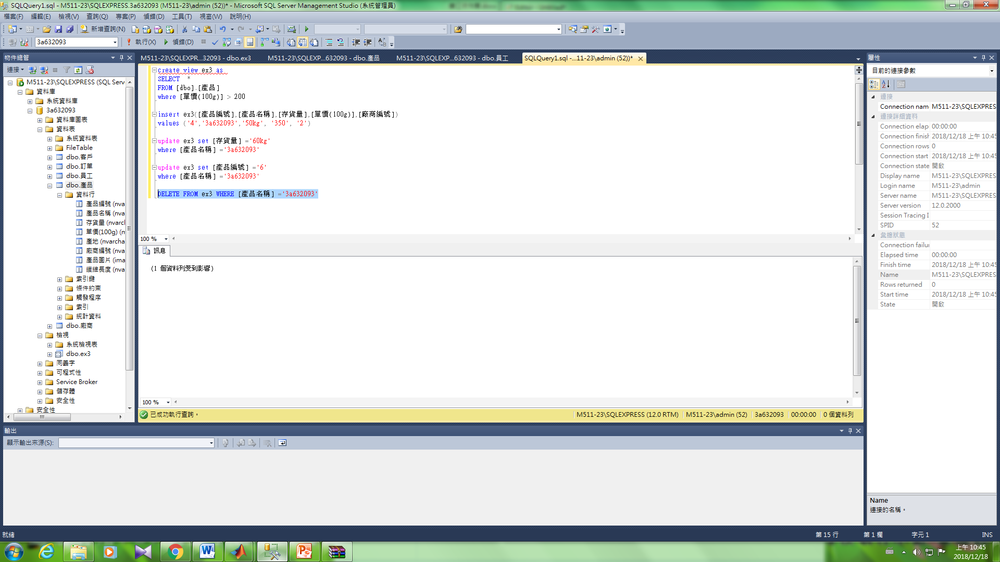 SQLQuery1.sql - M511-23\SQLEXPRESS.3a632093 (M511-23\admin (52))* - Microsoft SQL Server Management Studio (系統管理員)
檔案(F) 編輯(E) 檢視(V) 查詢(Q) 專案(P) 偵錯(D) 工具(T) 視窗(W) 說明(H)
新增查詢(N)
3a632093 執行(X) 偵錯(D)
物件總管
連接
M511-23\SQLEXPRESS (SQL Serv
資料庫
系統資料庫
3a632093
資料庫圖表
資料表
系統資料表
FileTable
dbo.客戶
dbo.訂單
dbo.員工
dbo.產品
資料行
產品編號 (nva
產品名稱 (nva
存貨量 (nvarcl
單價(100g) (m
產地 (nvarcha
廠商編號 (nva
產品圖片 (ima
纖維長度 (nva
索引鍵
條件約束
觸發程序
索引
統計資料
dbo.廠商
檢視
系統檢視表
dbo.ex3
同義字
可程式性
Service Broker
儲存體
安全性
安全性
M511-23\SQLEXPR...32093 - dbo.ex3 M511-23\SQLEXP...632093 - dbo.產品 M511-23\SQLEXP...632093 - dbo.員工 SQLQuery1.sql -...11-23\admin (52))*
create view ex3 as
SELECT *
FROM [dbo].[產品]
where [單價(100g)] > 200
insert ex3([產品編號],[產品名稱],[存貨量],[單價(100g)],[廠商編號])
values ('4','3a632093','50kg', '350', '2')
update ex3 set [存貨量] ='60kg'
where [產品名稱] ='3a632093'
update ex3 set [產品編號] ='6'
where [產品名稱] ='3a632093'
DELETE FROM ex3 WHERE [產品名稱] ='3a632093'
100 %
訊息
(1 個資料列受到影響)
100 %
已成功執行查詢。 M511-23\SQLEXPRESS (12.0 RTM) M511-23\admin (52) 3a632093 00:00:00 0 個資料列
屬性
目前的連接參數
連接
Connection nam M511-23\SQLEXPRES
連接詳細資料
Connection elap 00:00:00
Connection finish 2018/12/18 上午 10:45
Connection rows 0
Connection start 2018/12/18 上午 10:45
Connection state 開啟
Display name M511-23\SQLEXPRES
Login name M511-23\admin
Server name M511-23\SQLEXPRES
Server version 12.0.2000
Session Tracing I
SPID 52
彙總狀態
Connection failu
Elapsed time 00:00:00
Finish time 2018/12/18 上午 10:45
Name M511-23\SQLEXPRES
Rows returned 0
Start time 2018/12/18 上午 10:45
State 開啟
Name
連接的名稱。
輸出
顯示輸出來源(S):
就緒 第 15 行 第 1 欄 字元 1 INS
上午 10:45
2018/12/18